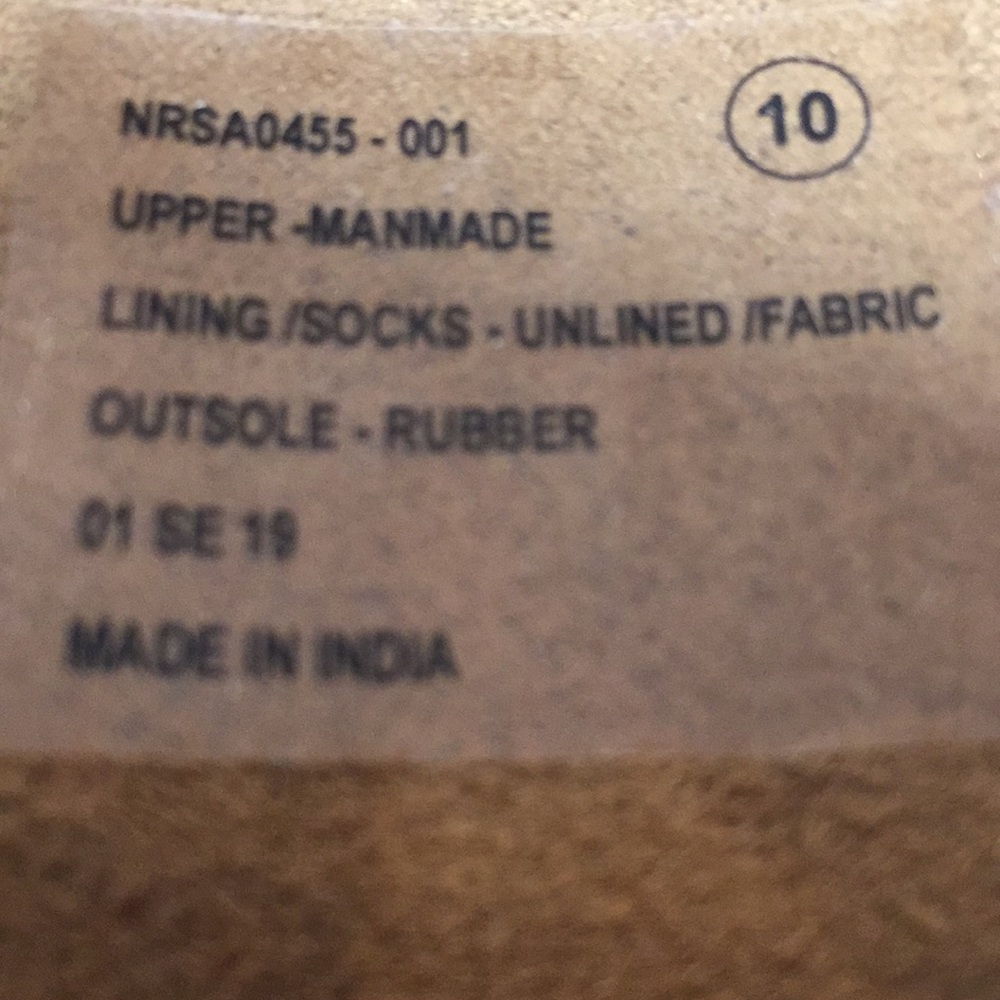 NRSA0455 - 001
10
UPPER -MANMADE
LINING /SOCKS - UNLINED /FABRIC
OUTSOLE - RUBBER
01 SE 19
MADE IN INDIA